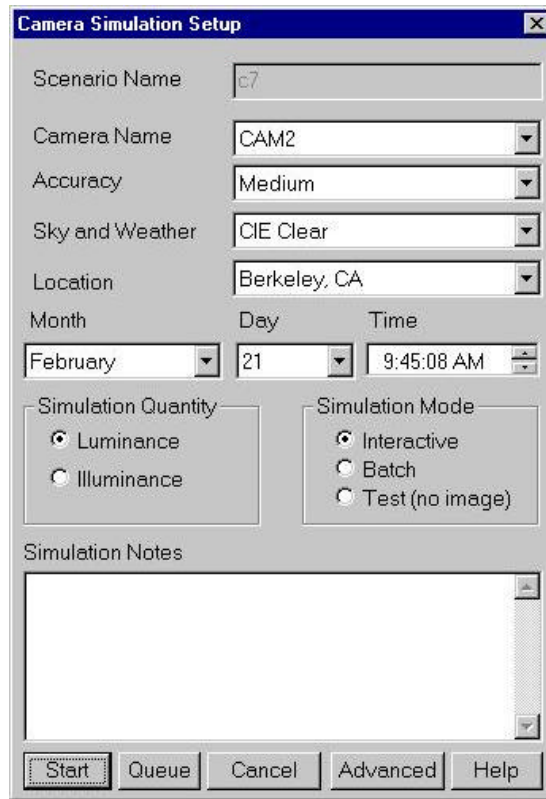 Camera Simulation Setup
Scenario Name c7
Camera Name CAM2
Accuracy Medium
Sky and Weather CIE Clear
Location Berkeley, CA
Month Day Time
February 21 9:45:08 AM
Simulation Quantity Simulation Mode
Luminance Interactive
Illuminance Batch
Test (no image)
Simulation Notes
Start Queue Cancel Advanced Help